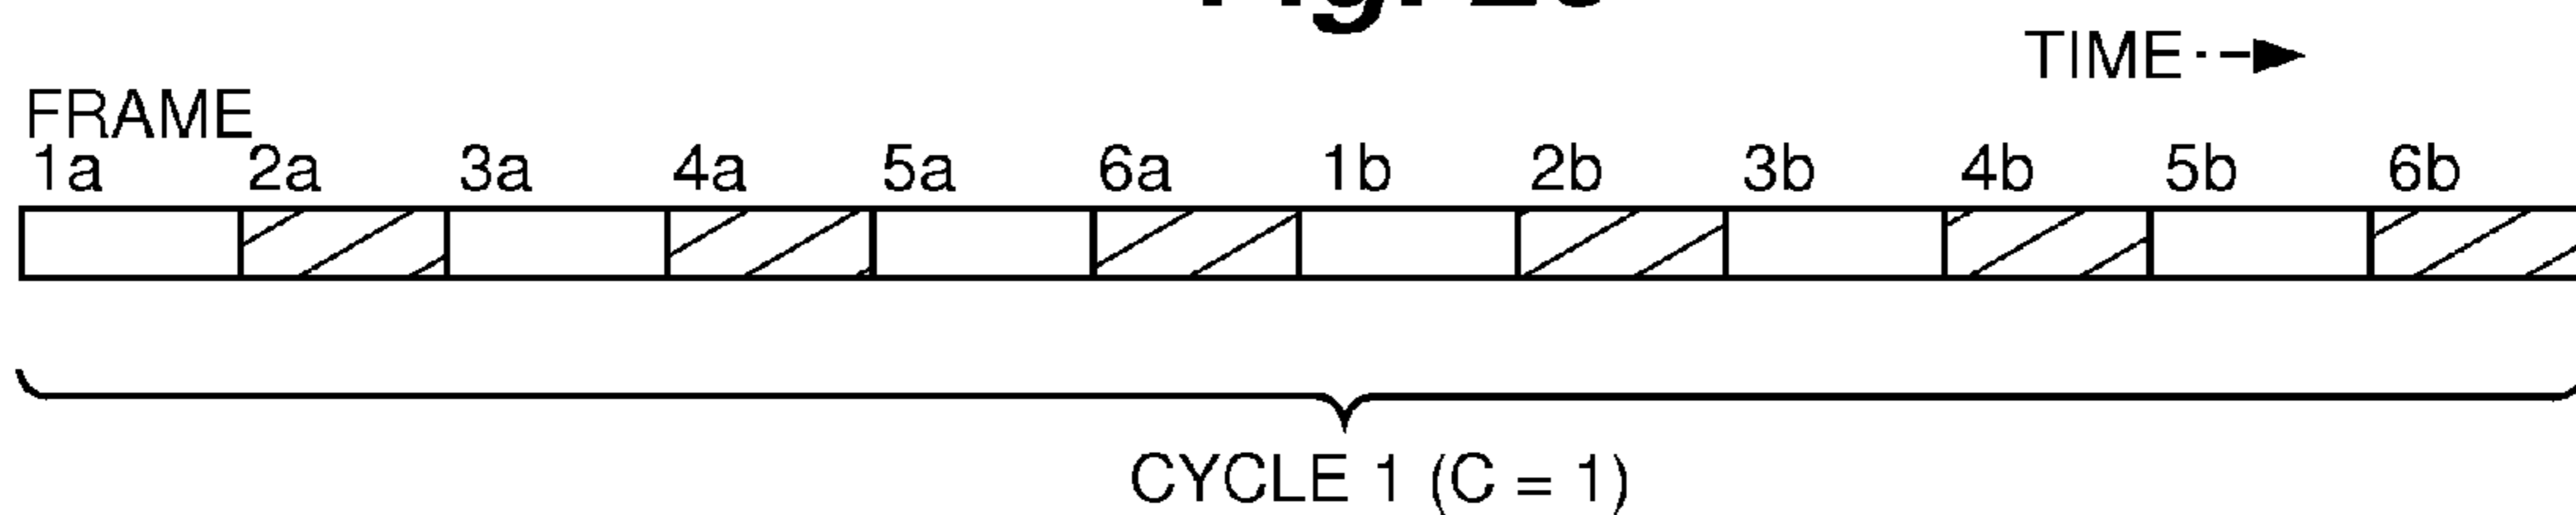 TIME
FRAME
1a 2a 3a 4a 5a 6a 1b 2b 3b 4b 5b 6b
CYCLE 1 (C = 1)